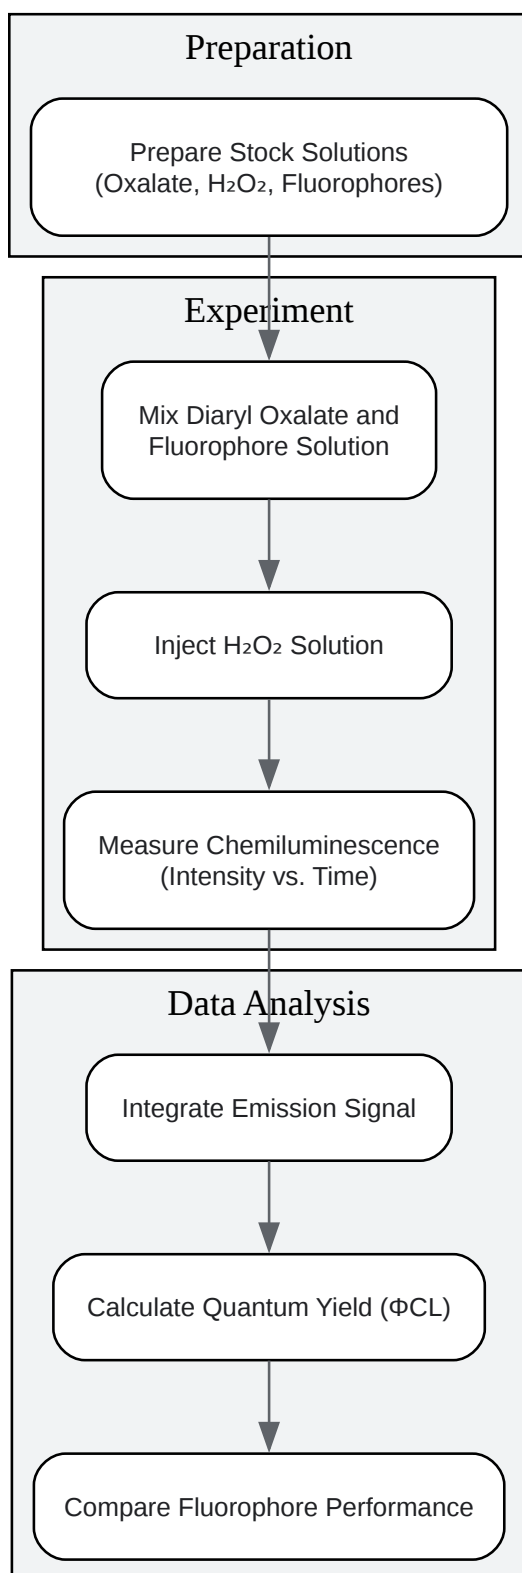 Preparation
Prepare Stock Solutions
(Oxalate, H₂O₂, Fluorophores)
Experiment
Mix Diaryl Oxalate and
Fluorophore Solution
Inject H₂O₂ Solution
Measure Chemiluminescence
(Intensity vs. Time)
Data Analysis
Integrate Emission Signal
Calculate Quantum Yield (ΦCL)
Compare Fluorophore Performance